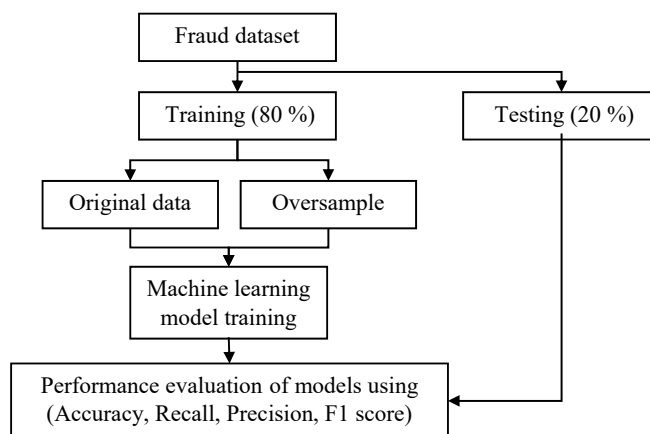 Fraud dataset
Training (80 %)
Testing (20 %)
Original data
Oversample
Machine learning
model training
Performance evaluation of models using
(Accuracy, Recall, Precision, F1 score)